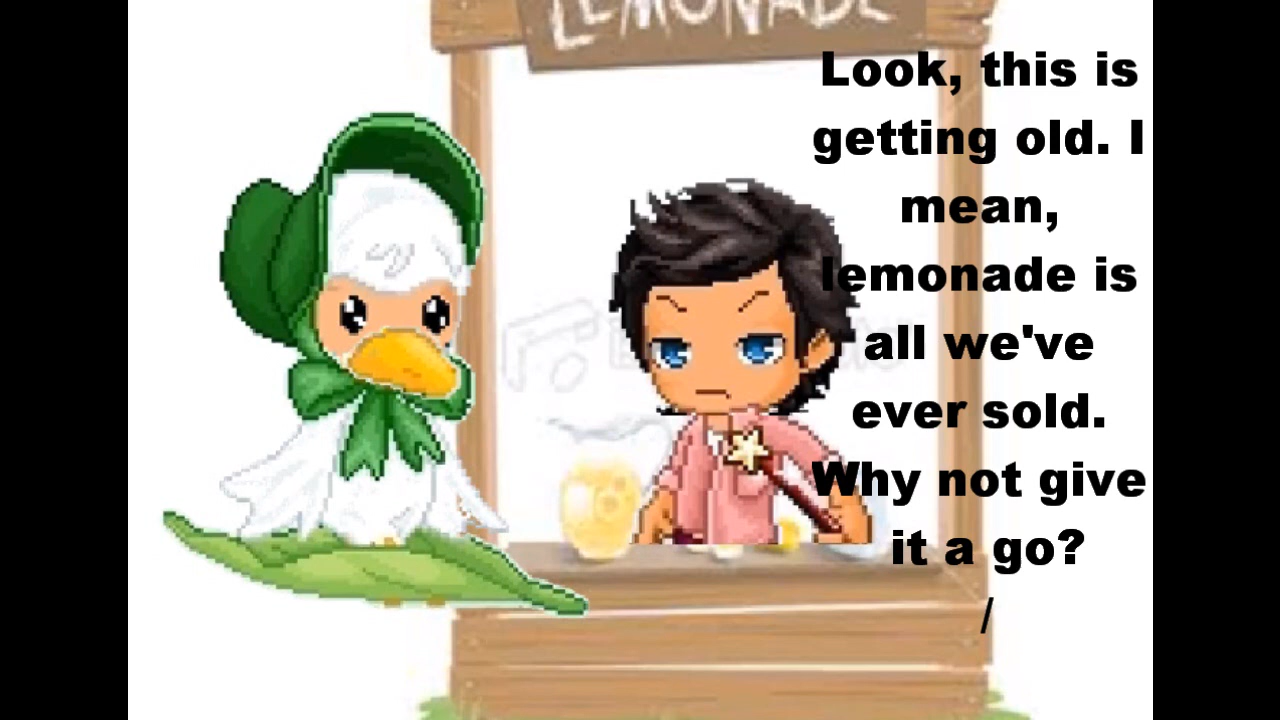 LEMONADE
Look, this is
getting old. I
mean,
lemonade is
all we've
ever sold.
Why not give
it a go?
/